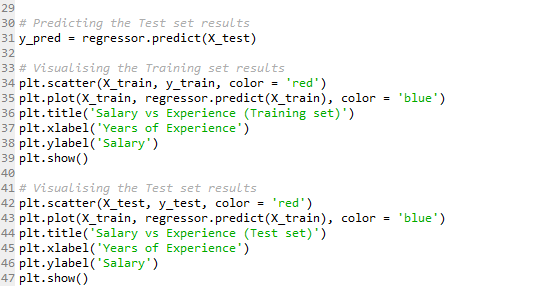 29
30 # Predicting the Test set results
31 y_pred = regressor.predict(X_test)
32
33 # Visualising the Training set results
34 plt.scatter(X_train, y_train, color = 'red')
35 plt.plot(X_train, regressor.predict(X_train), color = 'blue')
36 plt.title('Salary vs Experience (Training set)')
37 plt.xlabel('Years of Experience')
38 plt.ylabel('Salary')
39 plt.show()
40
41 # Visualising the Test set results
42 plt.scatter(X_test, y_test, color = 'red')
43 plt.plot(X_train, regressor.predict(X_train), color = 'blue')
44 plt.title('Salary vs Experience (Test set)')
45 plt.xlabel('Years of Experience')
46 plt.ylabel('Salary')
47 plt.show()